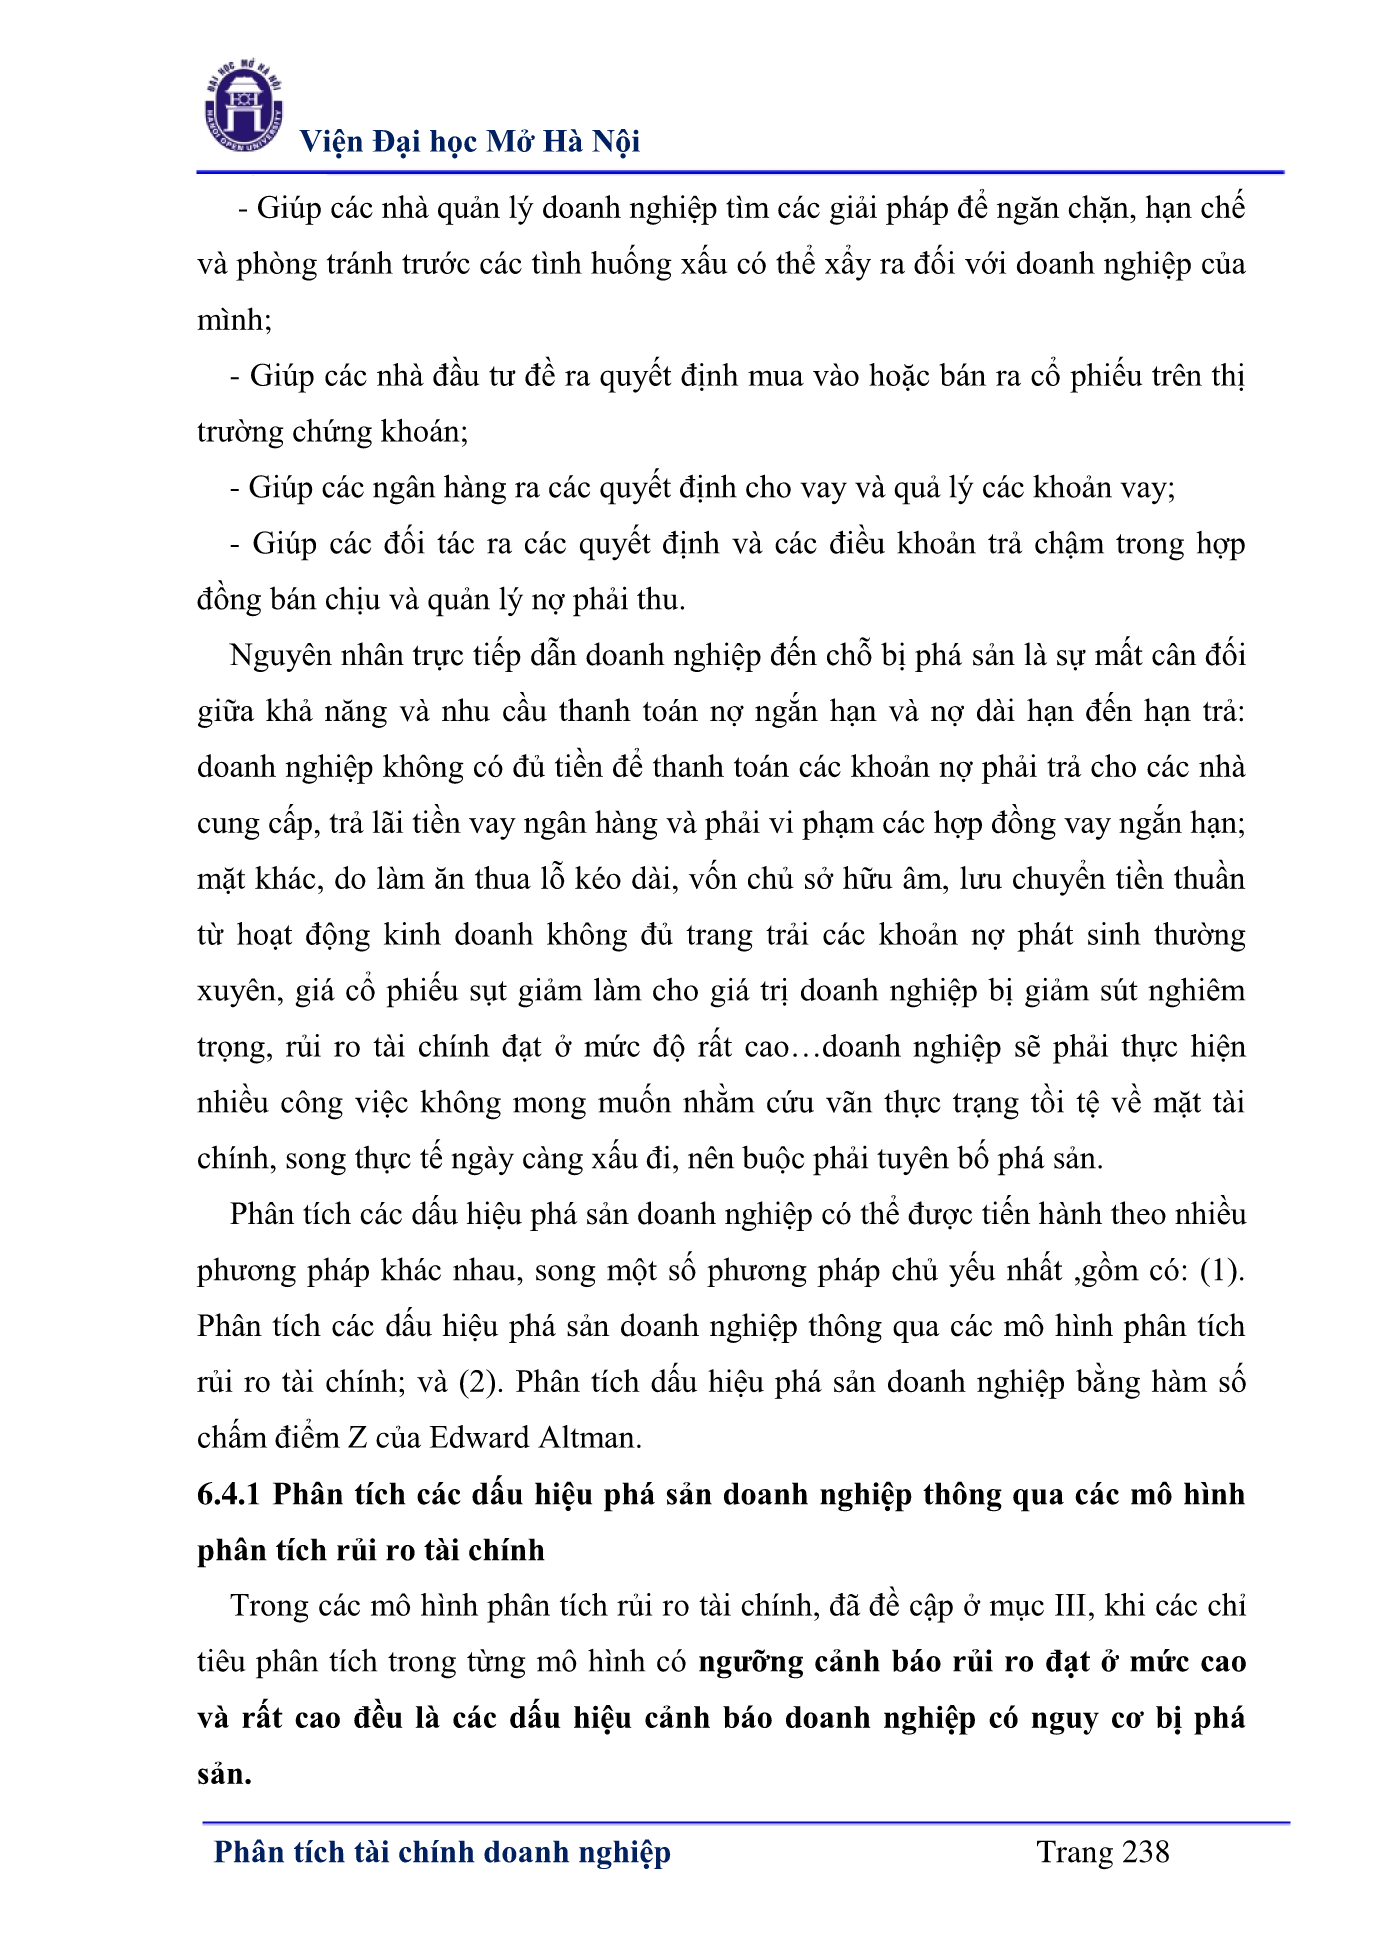 ĐẠI HỌC MỞ HÀ NỘI
HANOI OPEN UNIVERSITY
Viện Đại học Mở Hà Nội
- Giúp các nhà quản lý doanh nghiệp tìm các giải pháp để ngăn chặn, hạn chế
và phòng tránh trước các tình huống xấu có thể xẩy ra đối với doanh nghiệp của
mình;
- Giúp các nhà đầu tư đề ra quyết định mua vào hoặc bán ra cổ phiếu trên thị
trường chứng khoán;
- Giúp các ngân hàng ra các quyết định cho vay và quả lý các khoản vay;
- Giúp các đối tác ra các quyết định và các điều khoản trả chậm trong hợp
đồng bán chịu và quản lý nợ phải thu.
Nguyên nhân trực tiếp dẫn doanh nghiệp đến chỗ bị phá sản là sự mất cân đối
giữa khả năng và nhu cầu thanh toán nợ ngắn hạn và nợ dài hạn đến hạn trả:
doanh nghiệp không có đủ tiền để thanh toán các khoản nợ phải trả cho các nhà
cung cấp, trả lãi tiền vay ngân hàng và phải vi phạm các hợp đồng vay ngắn hạn;
mặt khác, do làm ăn thua lỗ kéo dài, vốn chủ sở hữu âm, lưu chuyển tiền thuần
từ hoạt động kinh doanh không đủ trang trải các khoản nợ phát sinh thường
xuyên, giá cổ phiếu sụt giảm làm cho giá trị doanh nghiệp bị giảm sút nghiêm
trọng, rủi ro tài chính đạt ở mức độ rất cao…doanh nghiệp sẽ phải thực hiện
nhiều công việc không mong muốn nhằm cứu vãn thực trạng tồi tệ về mặt tài
chính, song thực tế ngày càng xấu đi, nên buộc phải tuyên bố phá sản.
Phân tích các dấu hiệu phá sản doanh nghiệp có thể được tiến hành theo nhiều
phương pháp khác nhau, song một số phương pháp chủ yếu nhất ,gồm có: (1).
Phân tích các dấu hiệu phá sản doanh nghiệp thông qua các mô hình phân tích
rủi ro tài chính; và (2). Phân tích dấu hiệu phá sản doanh nghiệp bằng hàm số
chấm điểm Z của Edward Altman.
6.4.1 Phân tích các dấu hiệu phá sản doanh nghiệp thông qua các mô hình
phân tích rủi ro tài chính
Trong các mô hình phân tích rủi ro tài chính, đã đề cập ở mục III, khi các chỉ
tiêu phân tích trong từng mô hình có ngưỡng cảnh báo rủi ro đạt ở mức cao
và rất cao đều là các dấu hiệu cảnh báo doanh nghiệp có nguy cơ bị phá
sản.
Phân tích tài chính doanh nghiệp Trang 238